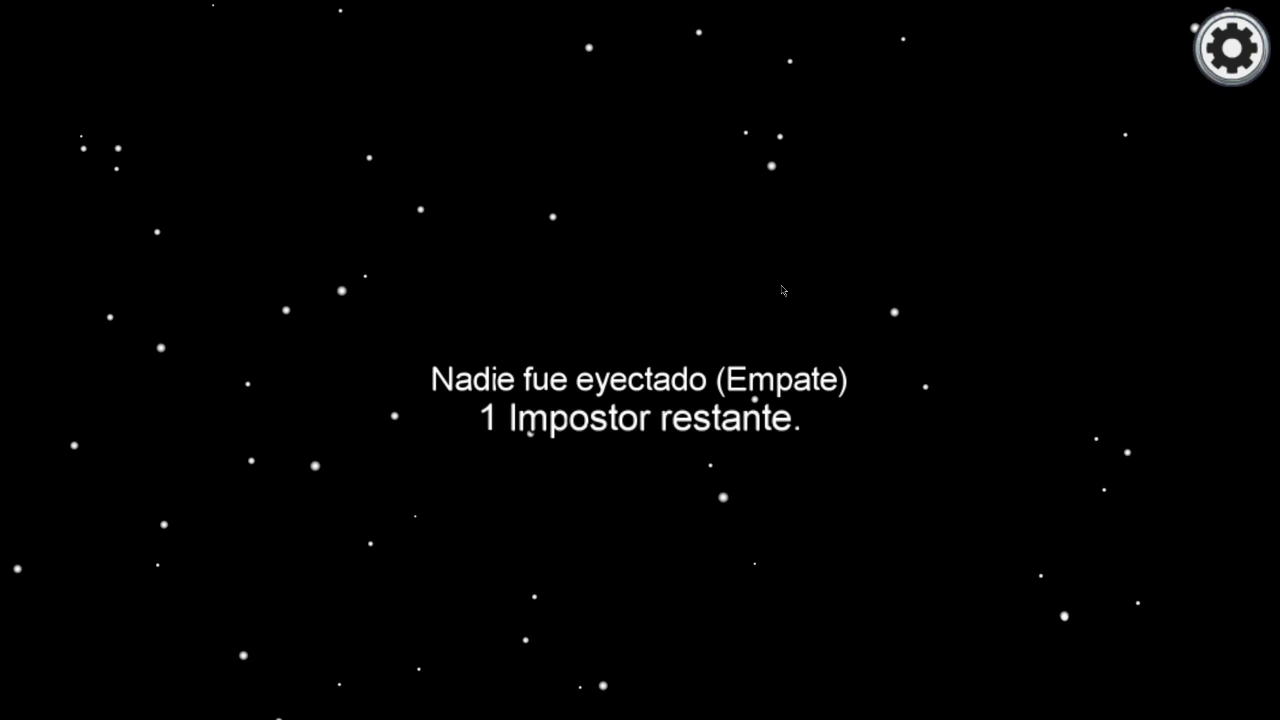 Nadie fue eyectado (Empate)
1 Impostor restante.